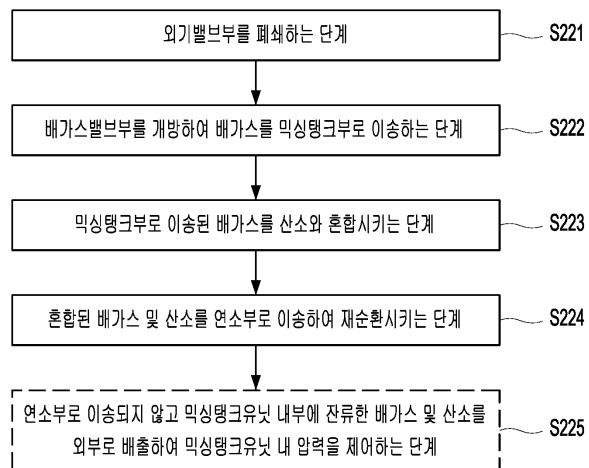 외기밸브부를 폐쇄하는 단계
S221
배가스밸브부를 개방하여 배가스를 믹싱탱크부로 이송하는 단계
S222
믹싱탱크부로 이송된 배가스를 산소와 혼합시키는 단계
S223
혼합된 배가스 및 산소를 연소부로 이송하여 재순환시키는 단계
S224
연소부로 이송되지 않고 믹싱탱크유닛 내부에 잔류한 배가스 및 산소를
외부로 배출하여 믹싱탱크유닛 내 압력을 제어하는 단계
S225